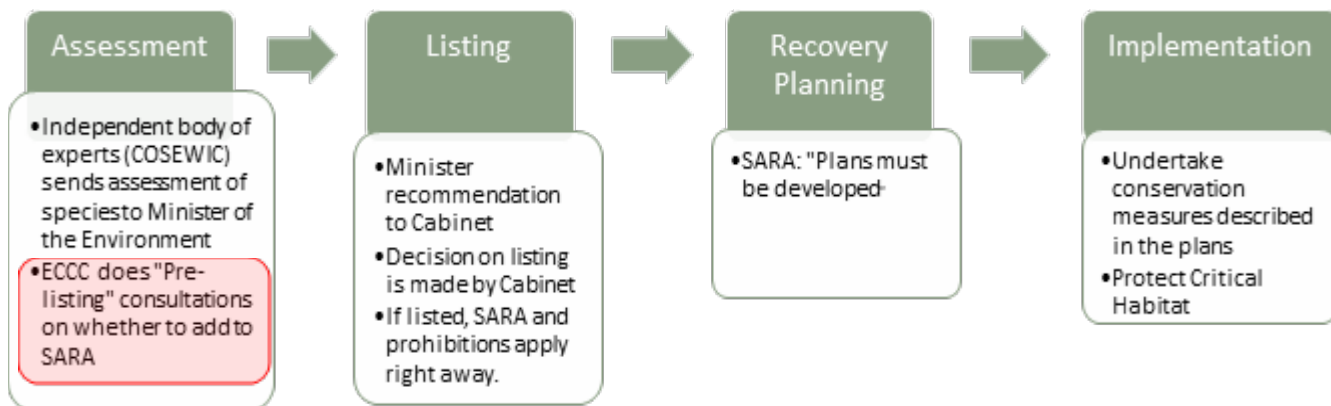 Assessment
•Independent body of
experts (COSEWIC)
sends assessment of
species to Minister of
the Environment
•ECCC does "Pre-
listing" consultations
on whether to add to
SARA
Listing
•Minister
recommendation
to Cabinet
•Decision on listing
is made by Cabinet
•If listed, SARA and
prohibitions apply
right away.
Recovery
Planning
•SARA: "Plans must
be developed
Implementation
•Undertake
conservation
measures described
in the plans
•Protect Critical
Habitat